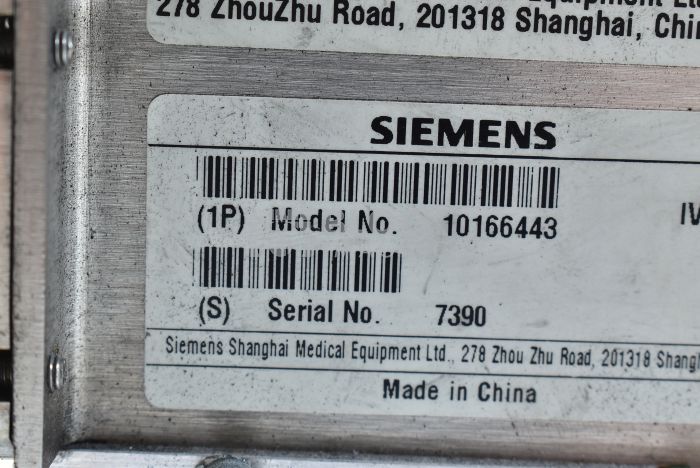 278 ZhouZhu Road, 201318 Shanghai,
SIEMENS
(1P) Model No. 10166443
IV
(S) Serial No. 7390
Siemens Shanghai Medical Equipment Ltd., 278 Zhou Zhu Road, 201318
Made in China